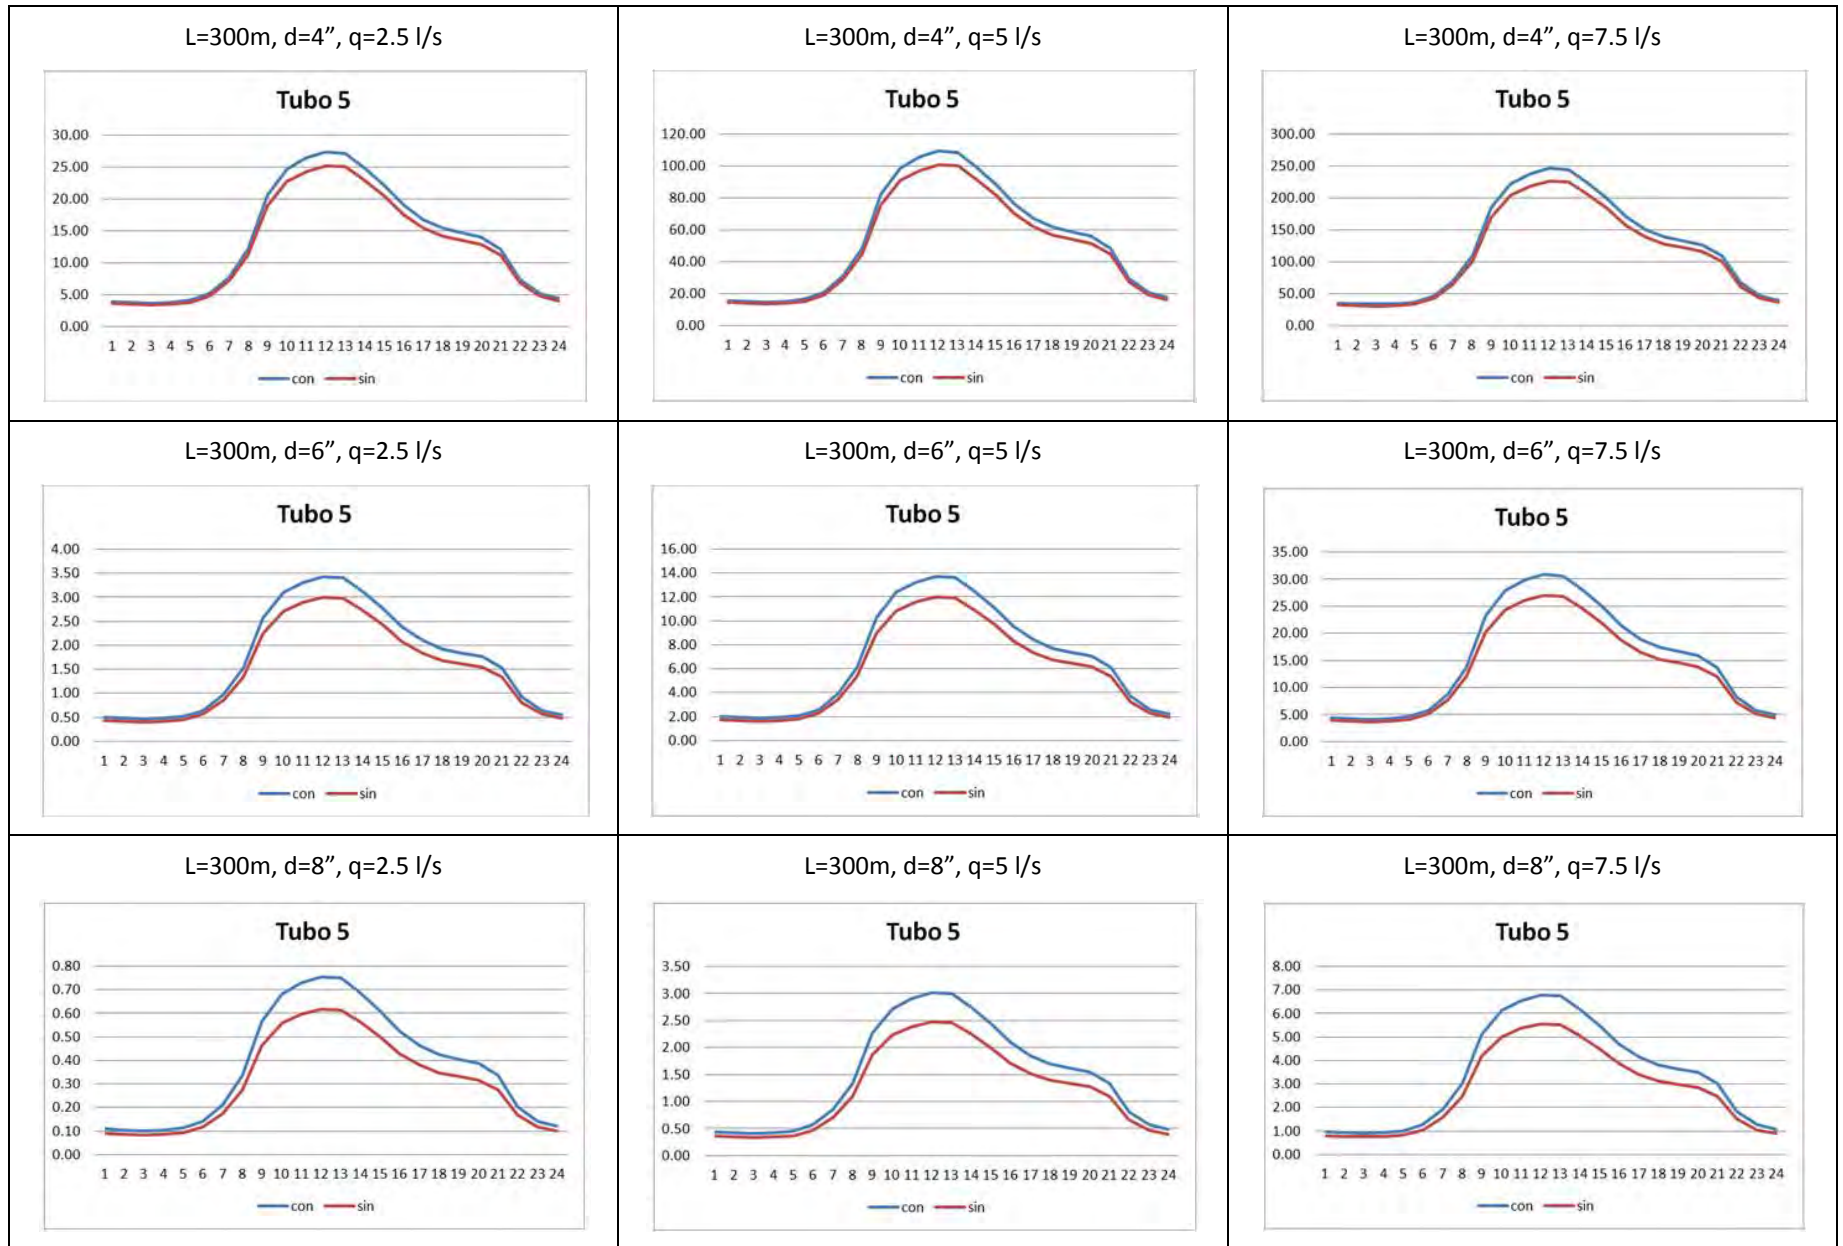 L=300m, d=4”, q=2.5 l/s
Tubo 5
30.00
25.00
20.00
15.00
10.00
5.00
0.00
1 2 3 4 5 6 7 8 9 10 11 12 13 14 15 16 17 18 19 20 21 22 23 24
con sin
L=300m, d=4”, q=5 l/s
Tubo 5
120.00
100.00
80.00
60.00
40.00
20.00
0.00
1 2 3 4 5 6 7 8 9 10 11 12 13 14 15 16 17 18 19 20 21 22 23 24
con sin
L=300m, d=4”, q=7.5 l/s
Tubo 5
300.00
250.00
200.00
150.00
100.00
50.00
0.00
1 2 3 4 5 6 7 8 9 10 11 12 13 14 15 16 17 18 19 20 21 22 23 24
con sin
L=300m, d=6”, q=2.5 l/s
Tubo 5
4.00
3.50
3.00
2.50
2.00
1.50
1.00
0.50
0.00
1 2 3 4 5 6 7 8 9 10 11 12 13 14 15 16 17 18 19 20 21 22 23 24
con sin
L=300m, d=6”, q=5 l/s
Tubo 5
16.00
14.00
12.00
10.00
8.00
6.00
4.00
2.00
0.00
1 2 3 4 5 6 7 8 9 10 11 12 13 14 15 16 17 18 19 20 21 22 23 24
con sin
L=300m, d=6”, q=7.5 l/s
Tubo 5
35.00
30.00
25.00
20.00
15.00
10.00
5.00
0.00
1 2 3 4 5 6 7 8 9 10 11 12 13 14 15 16 17 18 19 20 21 22 23 24
con sin
L=300m, d=8”, q=2.5 l/s
Tubo 5
0.80
0.70
0.60
0.50
0.40
0.30
0.20
0.10
0.00
1 2 3 4 5 6 7 8 9 10 11 12 13 14 15 16 17 18 19 20 21 22 23 24
con sin
L=300m, d=8”, q=5 l/s
Tubo 5
3.50
3.00
2.50
2.00
1.50
1.00
0.50
0.00
1 2 3 4 5 6 7 8 9 10 11 12 13 14 15 16 17 18 19 20 21 22 23 24
con sin
L=300m, d=8”, q=7.5 l/s
Tubo 5
8.00
7.00
6.00
5.00
4.00
3.00
2.00
1.00
0.00
1 2 3 4 5 6 7 8 9 10 11 12 13 14 15 16 17 18 19 20 21 22 23 24
con sin